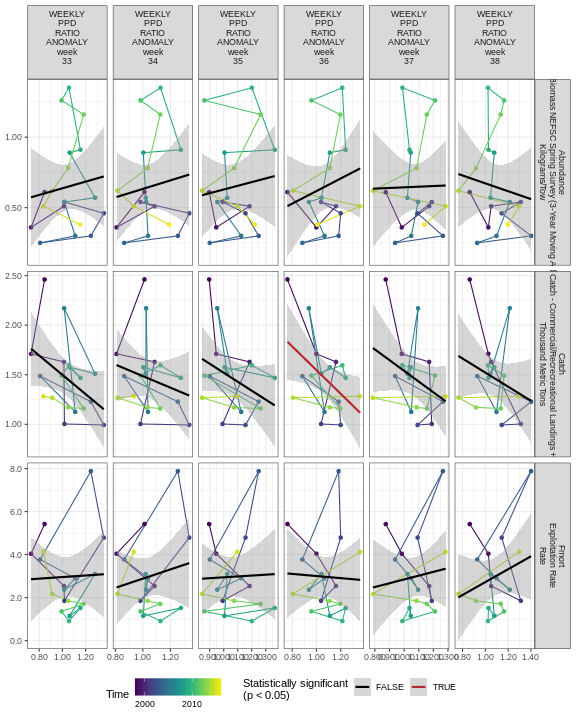 WEEKLY
PPD
RATIO
ANOMALY
week
33
WEEKLY
PPD
RATIO
ANOMALY
week
34
WEEKLY
PPD
RATIO
ANOMALY
week
35
WEEKLY
PPD
RATIO
ANOMALY
week
36
WEEKLY
PPD
RATIO
ANOMALY
week
37
WEEKLY
PPD
RATIO
ANOMALY
week
38
1.00
0.50
Abundance
Biomass NEFSC Spring Survey (3-Year Moving
Kilograms/Tow
2.50
2.00
1.50
1.00
Catch
Catch - Commercial/Recreational Landings +
Thousand Metric Tons
8.0
6.0
4.0
2.0
0.0
Fmort
Exploitation Rate
Rate
0.80 1.00 1.20
0.80 1.00 1.20
0.80 1.00 1.20
0.80 1.00 1.20 1.40
Time
2000 2010
Statistically significant
(p < 0.05)
FALSE
TRUE